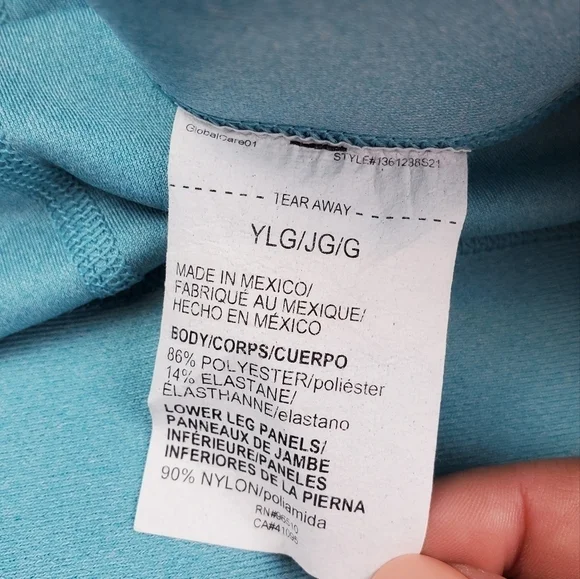 GlobalCare01
STYLE#1361238S21
TEAR AWAY
YLG/JG/G
MADE IN MEXICO/
FABRIQUÉ AU MEXIQUE/
HECHO EN MÉXICO
BODY/CORPS/CUERPO
86% POLYESTER/poliéster
14% ELASTANE/
ÉLASTHANNE/elastano
LOWER LEG PANELS/
PANNEAUX DE JAMBE
INFÉRIEURE/PANELES
INFERIORES DE LA PIERNA
90% NYLON/poliamida
RN#96510
CA#41095